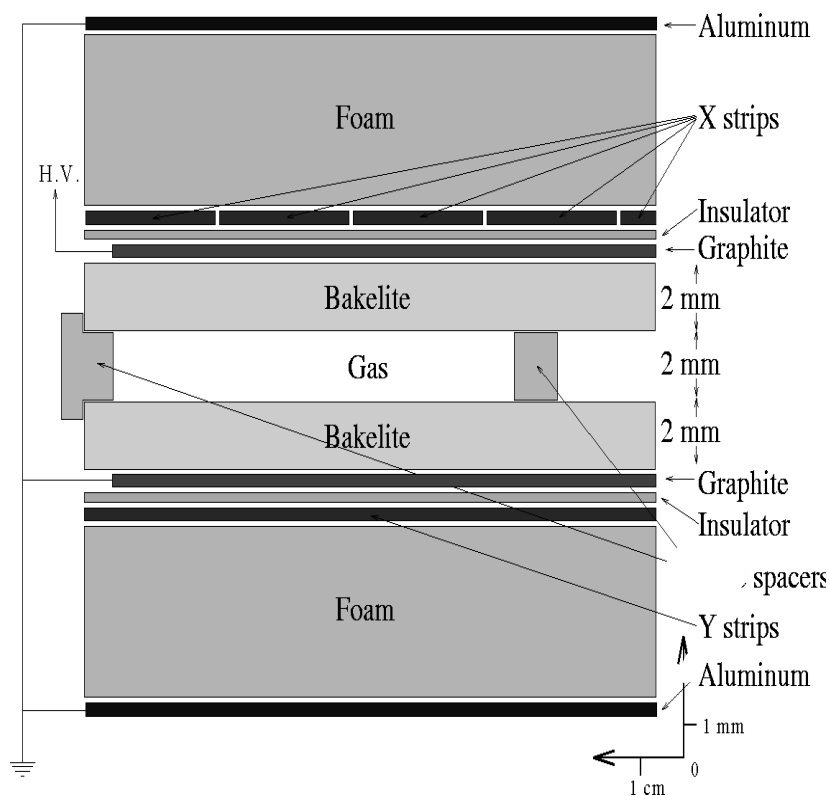 Aluminum
Foam
X strips
H.V.
Insulator
Graphite
Bakelite
2 mm
Gas
2 mm
Bakelite
2 mm
Graphite
Insulator
spacers
Foam
Y strips
Aluminum
1 mm
0
1 cm